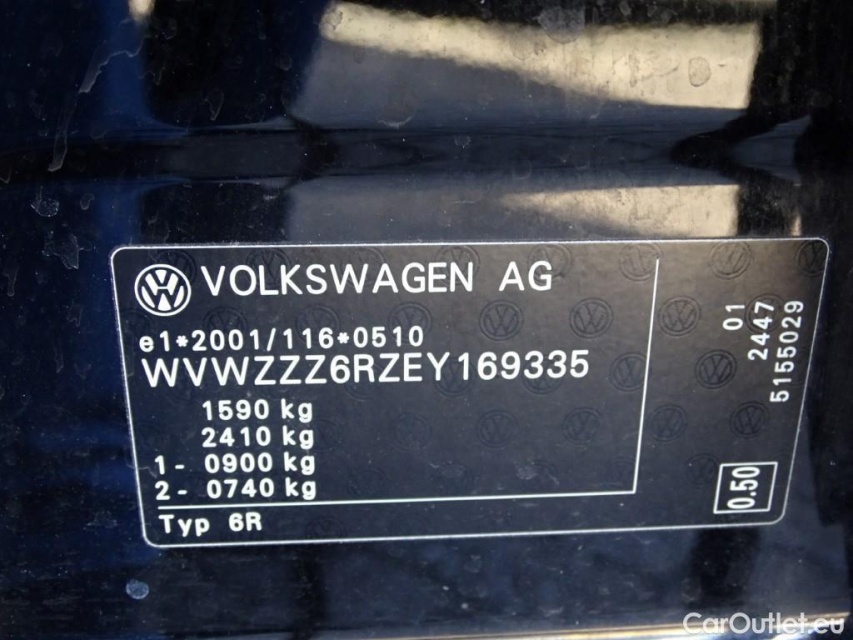 VOLKSWAGEN AG
e1*2001/116*0510
WVWZZZ6RZEY169335
1590 kg
2410 kg
1- 0900 kg
2- 0740 kg
Typ 6R
01
2447
5155029
0.50
CarOutlet.eu